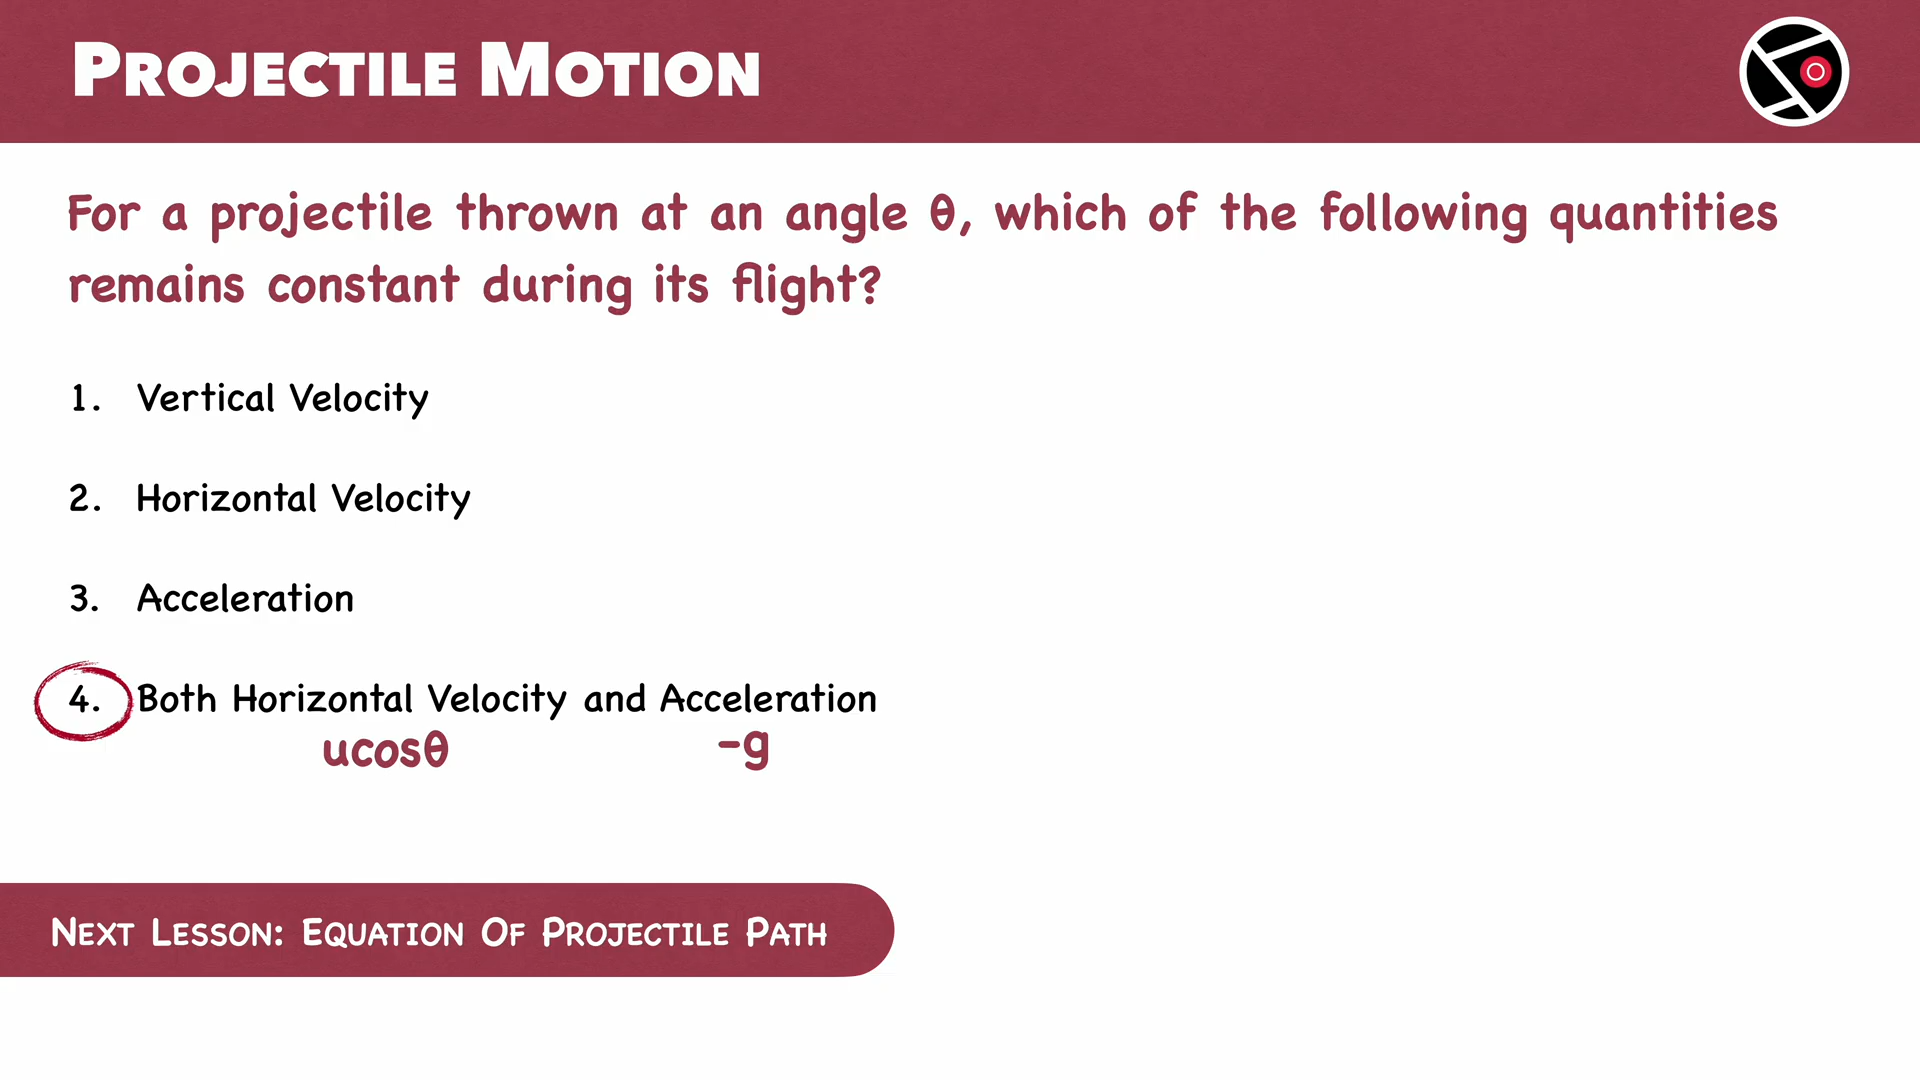 PROJECTILE MOTION
For a projectile thrown at an angle θ, which of the following quantities
remains constant during its flight?
1. Vertical Velocity
2. Horizontal Velocity
3. Acceleration
4. Both Horizontal Velocity and Acceleration
ucosθ -g
NEXT LESSON: EQUATION OF PROJECTILE PATH